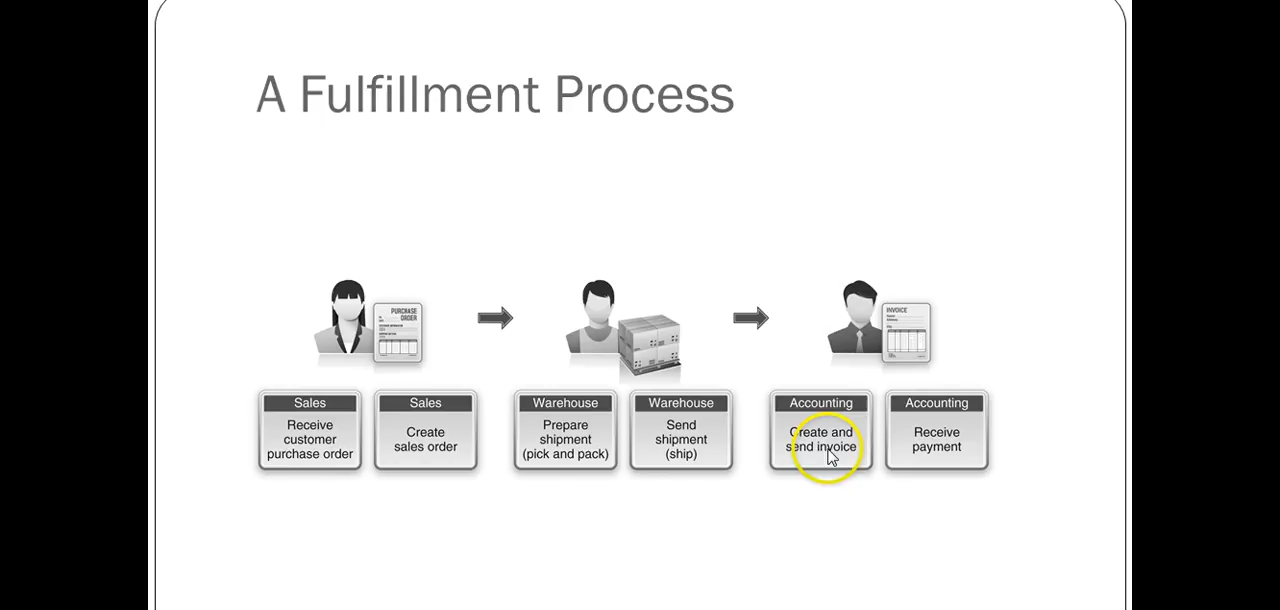 A Fulfillment Process
PURCHASE
ORDER
INVOICE
Sales
Receive
customer
purchase order
Sales
Create
sales order
Warehouse
Prepare
shipment
(pick and pack)
Warehouse
Send
shipment
(ship)
Accounting
Create and
send invoice
Accounting
Receive
payment